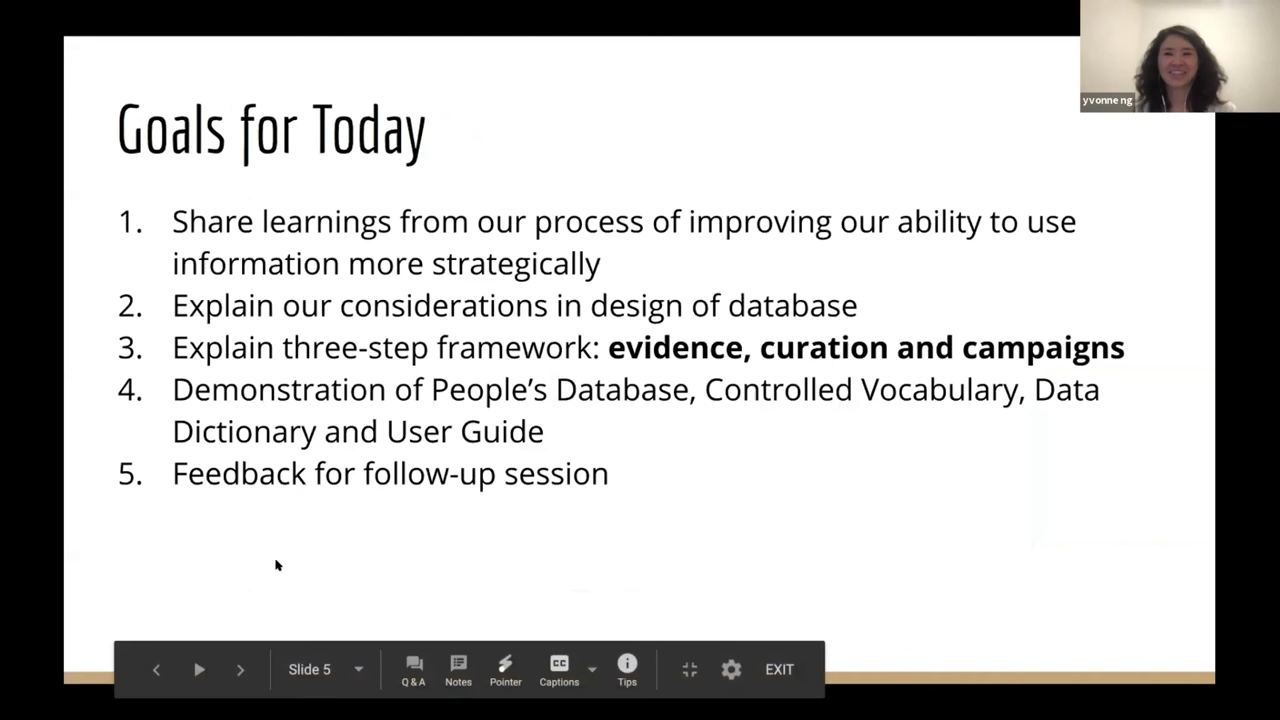 yvonne ng
Goals for Today
1. Share learnings from our process of improving our ability to use
information more strategically
2. Explain our considerations in design of database
3. Explain three-step framework: evidence, curation and campaigns
4. Demonstration of People’s Database, Controlled Vocabulary, Data
Dictionary and User Guide
5. Feedback for follow-up session
Slide 5
Q & A
Notes
Pointer
CC
Captions
Tips
EXIT